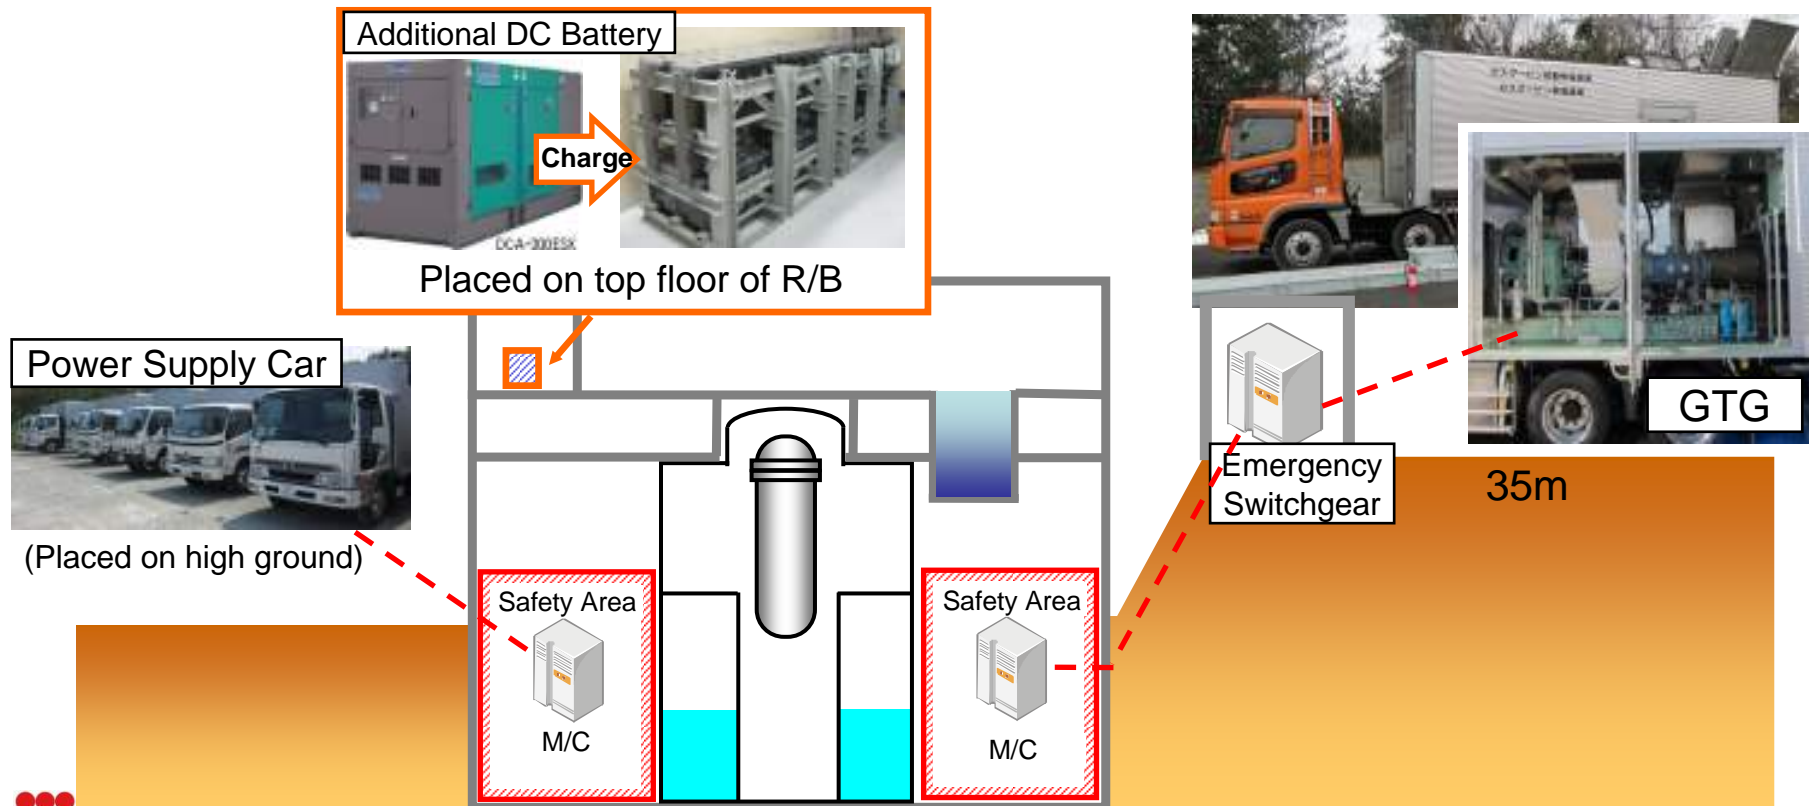 Additional DC Battery
Charge
DCA-300ESK
Placed on top floor of R/B
Power Supply Car
(Placed on high ground)
GTG
Emergency
Switchgear
35m
Safety Area
M/C
Safety Area
M/C